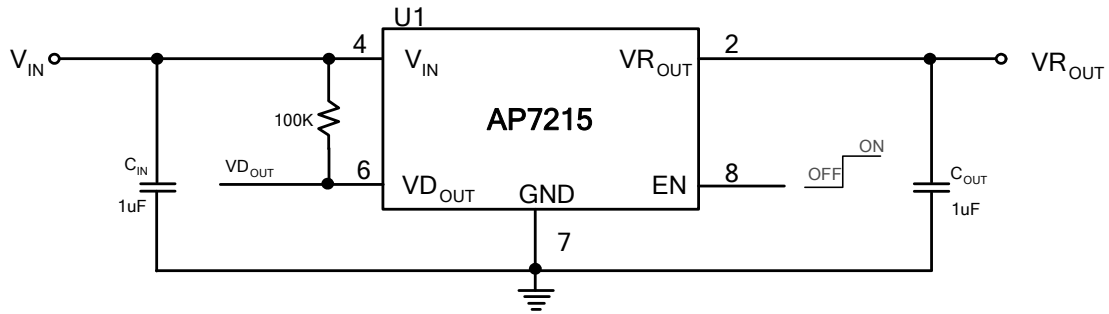 U1
V_IN
4
V_IN
VR_OUT
2
VR_OUT
100K
AP7215
C_IN
1uF
VD_OUT
6
VD_OUT
GND
EN
8
OFF
ON
C_OUT
1uF
7